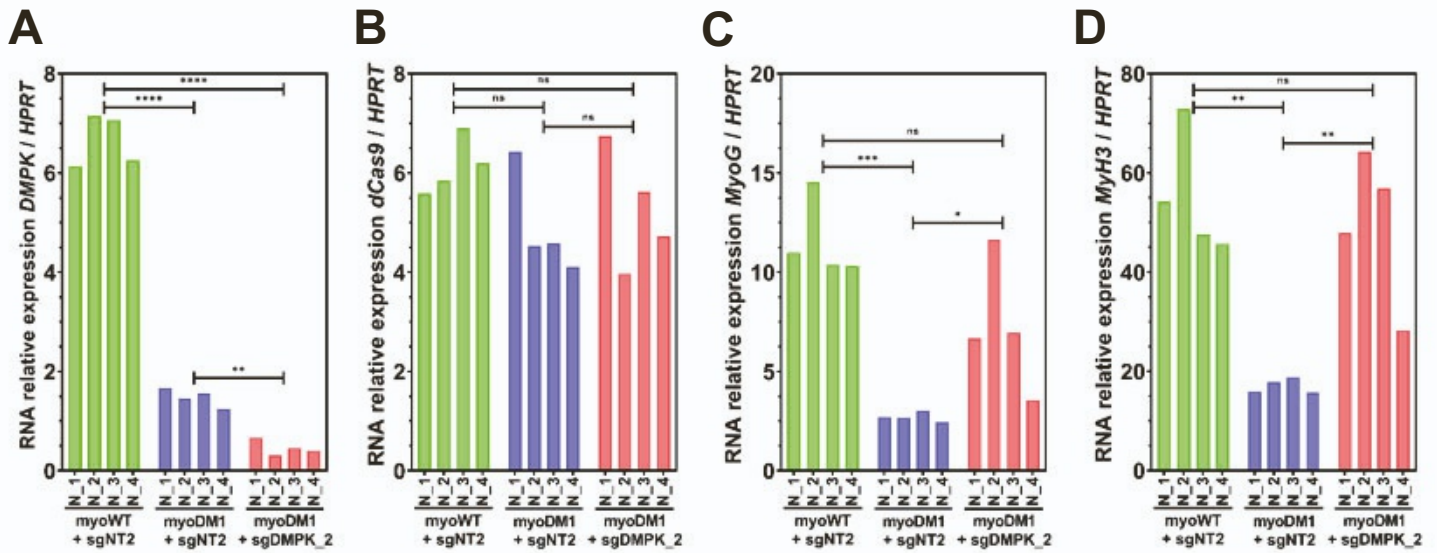 A
RNA relative expression DMPK / HPRT
8
6
4
2
0
****
****
**
N_1
N_2
N_3
N_4
N_1
N_2
N_3
N_4
N_1
N_2
N_3
N_4
myoWT
+ sgNT2
myoDM1
+ sgNT2
myoDM1
+ sgDMPK_2
B
RNA relative expression dCas9 / HPRT
8
6
4
2
0
ns
ns
ns
N_1
N_2
N_3
N_4
N_1
N_2
N_3
N_4
N_1
N_2
N_3
N_4
myoWT
+ sgNT2
myoDM1
+ sgNT2
myoDM1
+ sgDMPK_2
C
RNA relative expression MyoG / HPRT
20
15
10
5
0
ns
***
*
N_1
N_2
N_3
N_4
N_1
N_2
N_3
N_4
N_1
N_2
N_3
N_4
myoWT
+ sgNT2
myoDM1
+ sgNT2
myoDM1
+ sgDMPK_2
D
RNA relative expression MyH3 / HPRT
80
60
40
20
0
ns
**
**
N_1
N_2
N_3
N_4
N_1
N_2
N_3
N_4
N_1
N_2
N_3
N_4
myoWT
+ sgNT2
myoDM1
+ sgNT2
myoDM1
+ sgDMPK_2